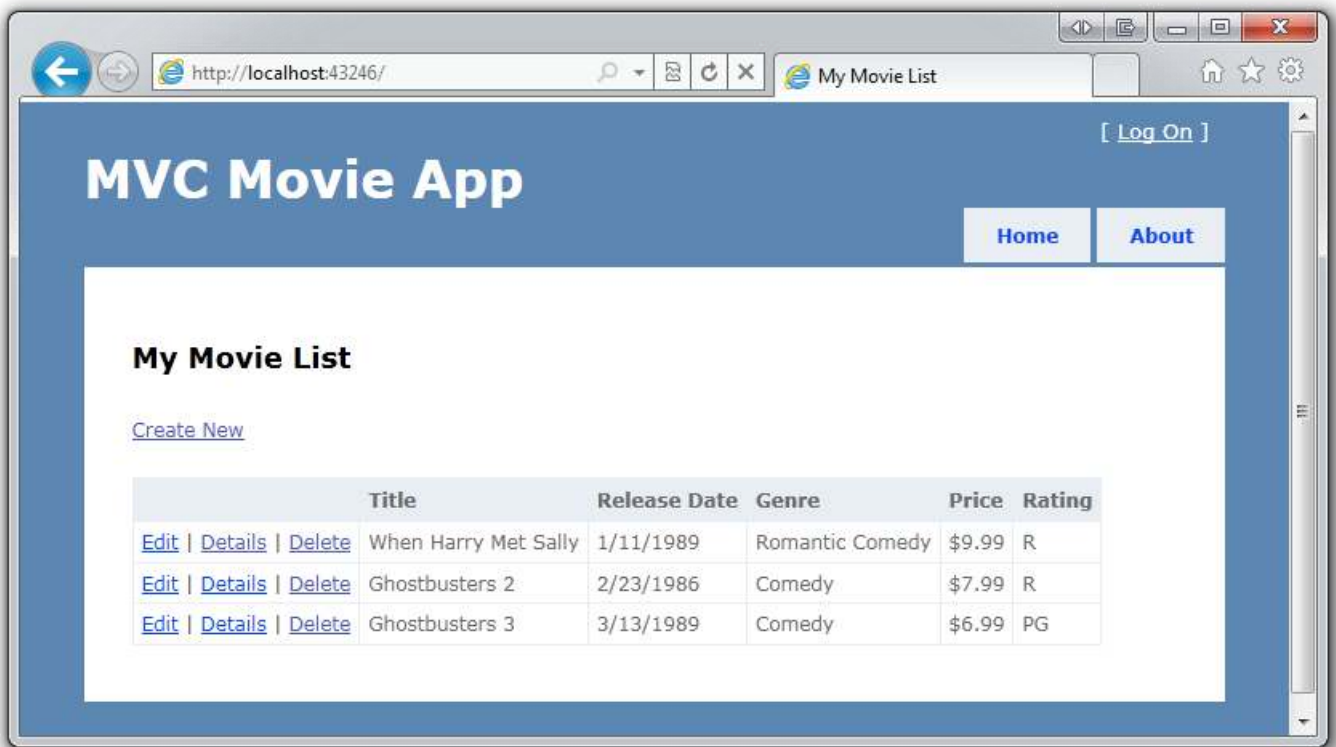 http://localhost:43246/ My Movie List
[ Log On ]
MVC Movie App
Home About
My Movie List
Create New
Title Release Date Genre Price Rating
Edit | Details | Delete When Harry Met Sally 1/11/1989 Romantic Comedy $9.99 R
Edit | Details | Delete Ghostbusters 2 2/23/1986 Comedy $7.99 R
Edit | Details | Delete Ghostbusters 3 3/13/1989 Comedy $6.99 PG